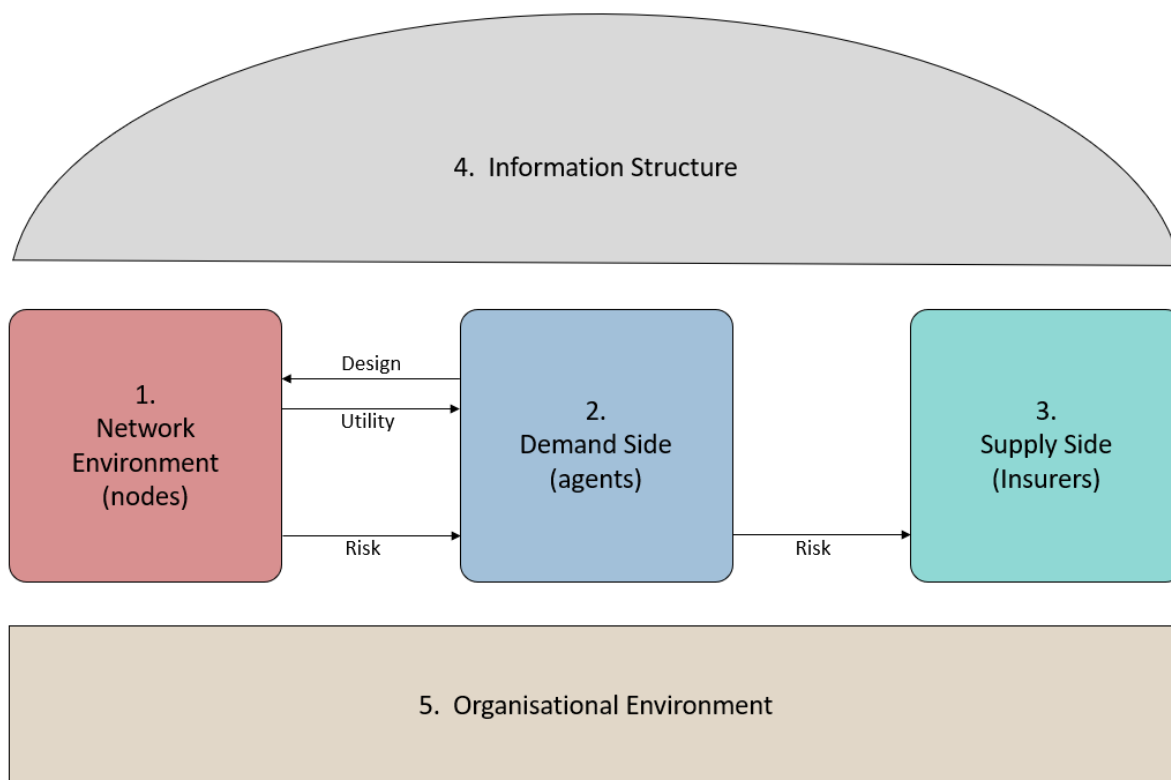 4.  Information Structure
1.
Network
Environment
(nodes)
Design
Utility
Risk
2.
Demand Side
(agents)
Risk
3.
Supply Side
(Insurers)
5.  Organisational Environment